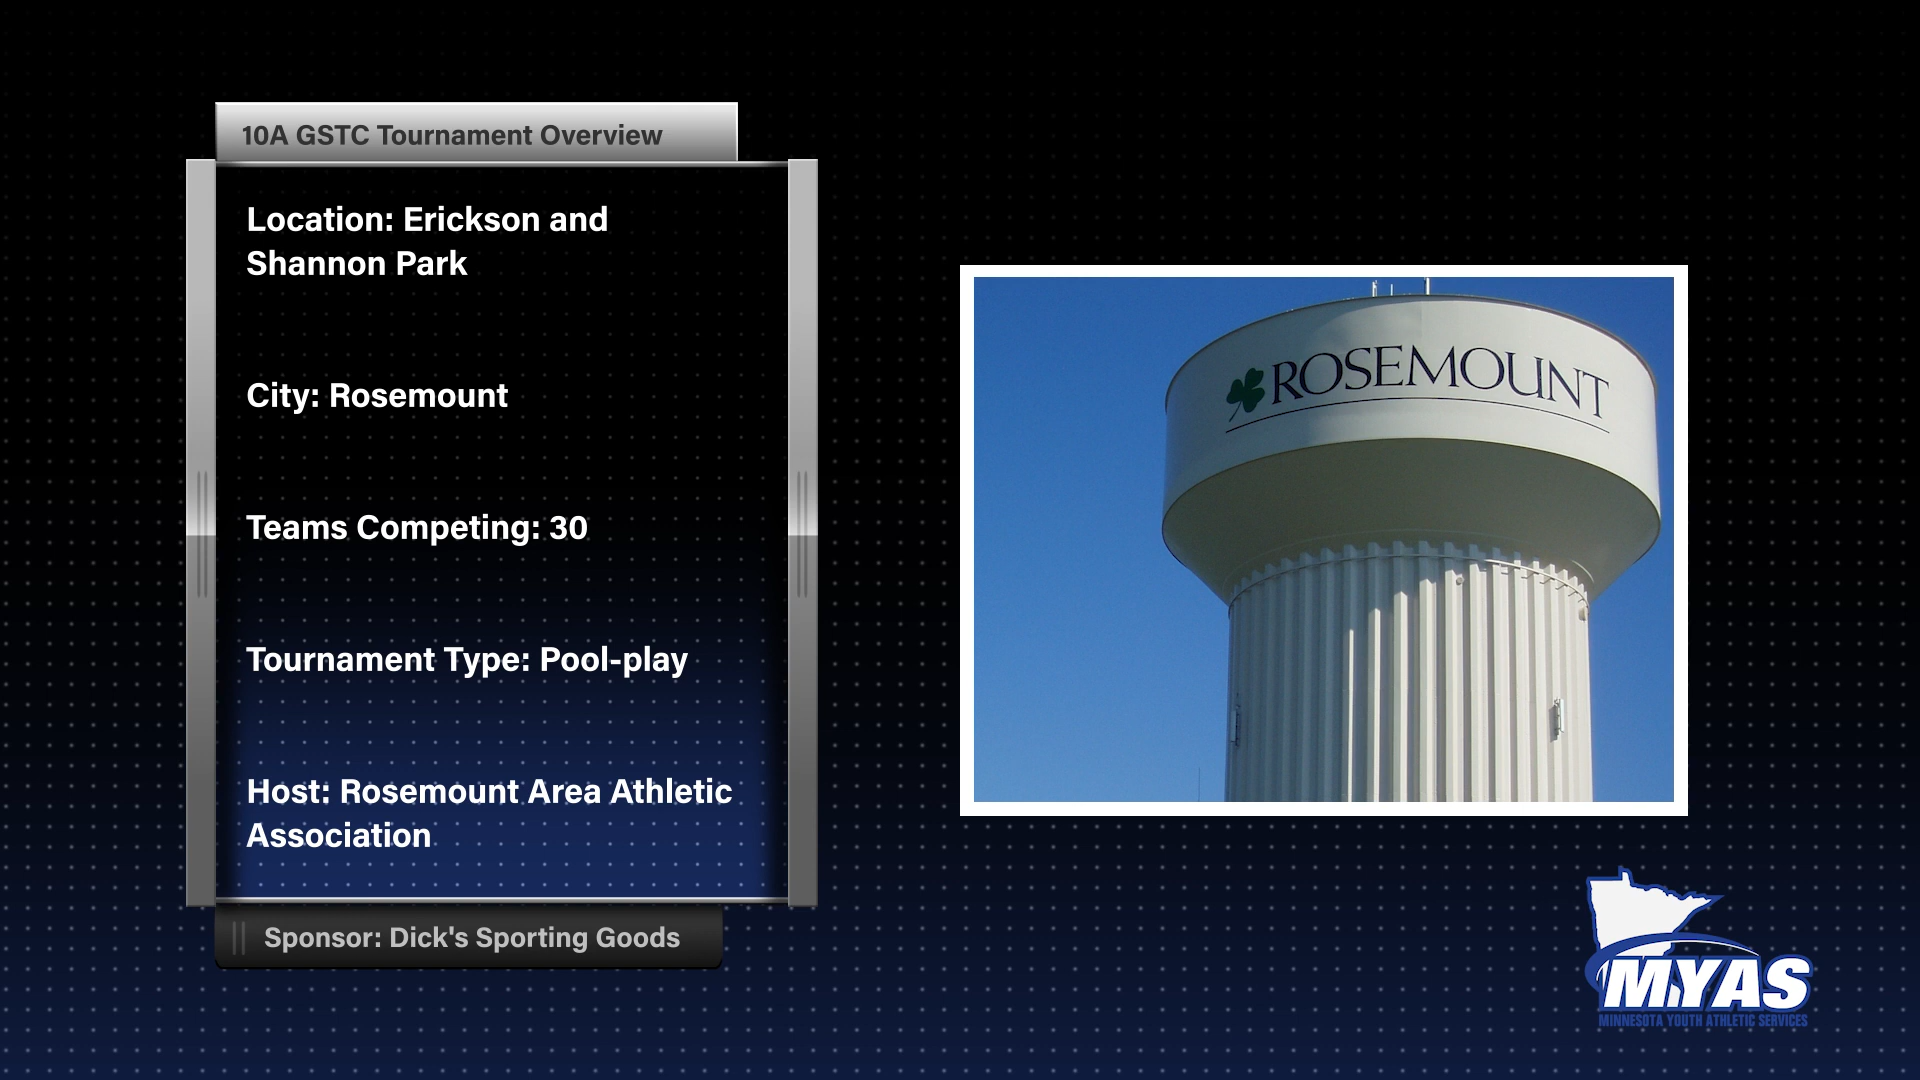 10A GSTC Tournament Overview
Location: Erickson and
Shannon Park
City: Rosemount
Teams Competing: 30
Tournament Type: Pool-play
Host: Rosemount Area Athletic
Association
Sponsor: Dick's Sporting Goods
ROSEMOUNT
MYAS
MINNESOTA YOUTH ATHLETIC SERVICES